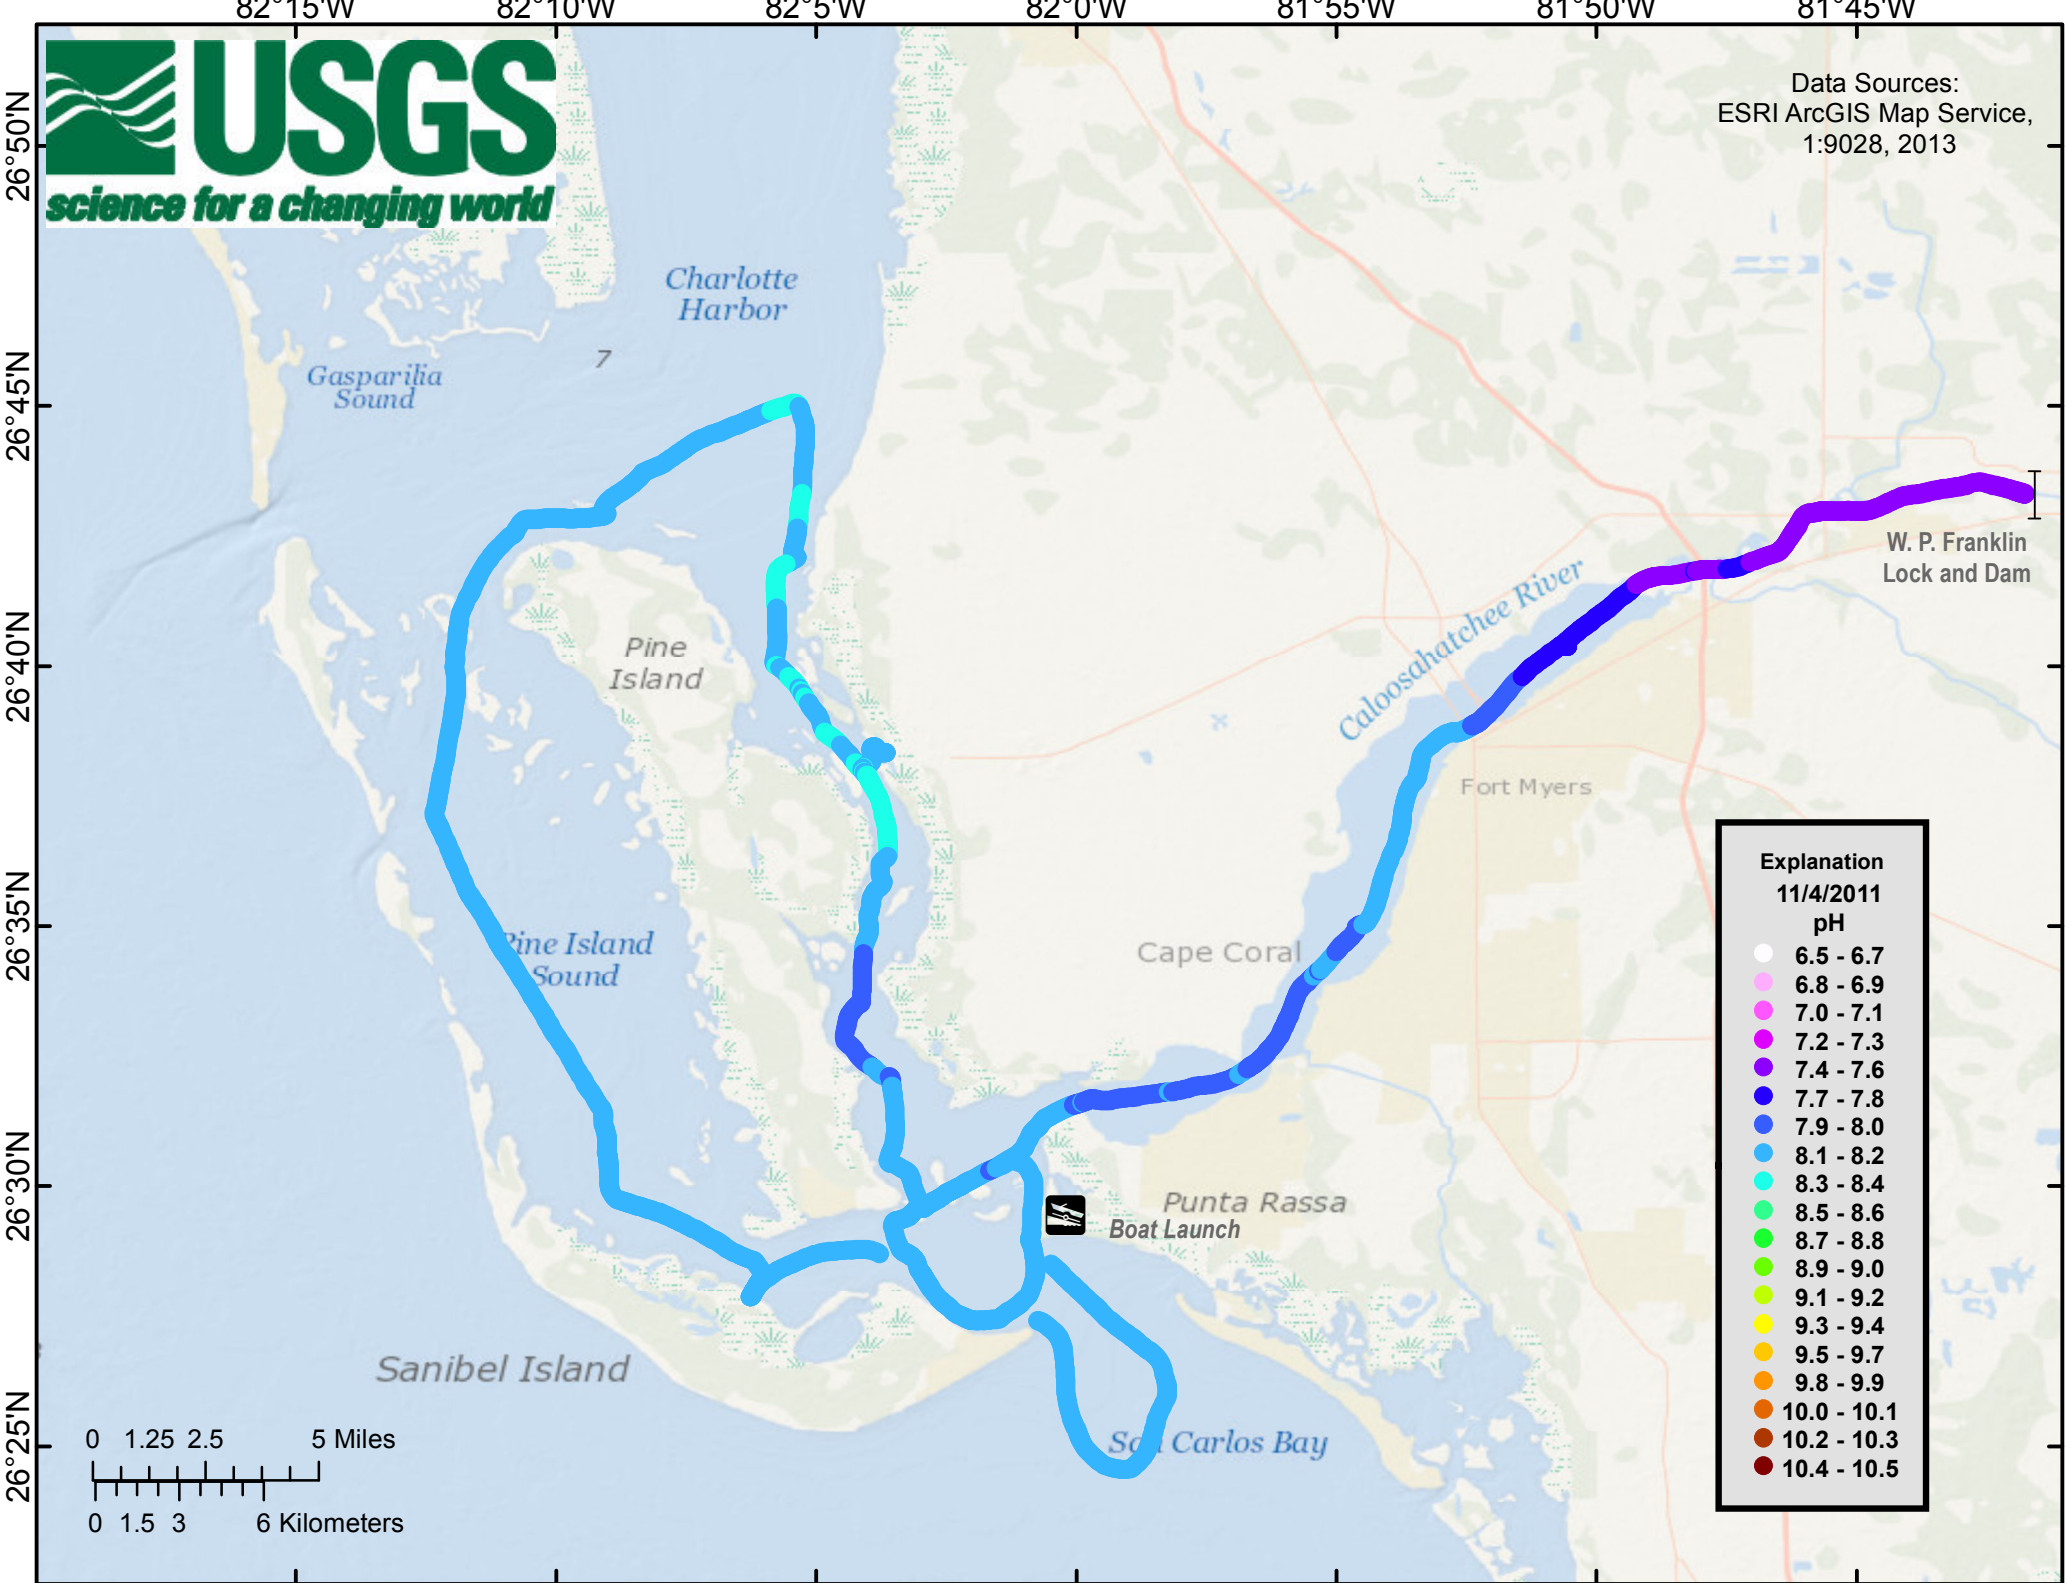 82°15'W 82°10'W 82°5'W 82°0'W 81°55'W 81°50'W 81°45'W
USGS
science for a changing world
Data Sources:
ESRI ArcGIS Map Service,
1:9028, 2013
26°50'N
26°45'N
26°40'N
26°35'N
26°30'N
26°25'N
Charlotte
Harbor
7
Gasparilia
Sound
W. P. Franklin
Lock and Dam
Caloosahatchee River
Pine
Island
Fort Myers
Cape Coral
Pine Island
Sound
Punta Rassa
Boat Launch
Sanibel Island
San Carlos Bay
Explanation
11/4/2011
pH
6.5 - 6.7
6.8 - 6.9
7.0 - 7.1
7.2 - 7.3
7.4 - 7.6
7.7 - 7.8
7.9 - 8.0
8.1 - 8.2
8.3 - 8.4
8.5 - 8.6
8.7 - 8.8
8.9 - 9.0
9.1 - 9.2
9.3 - 9.4
9.5 - 9.7
9.8 - 9.9
10.0 - 10.1
10.2 - 10.3
10.4 - 10.5
0 1.25 2.5 5 Miles
0 1.5 3 6 Kilometers